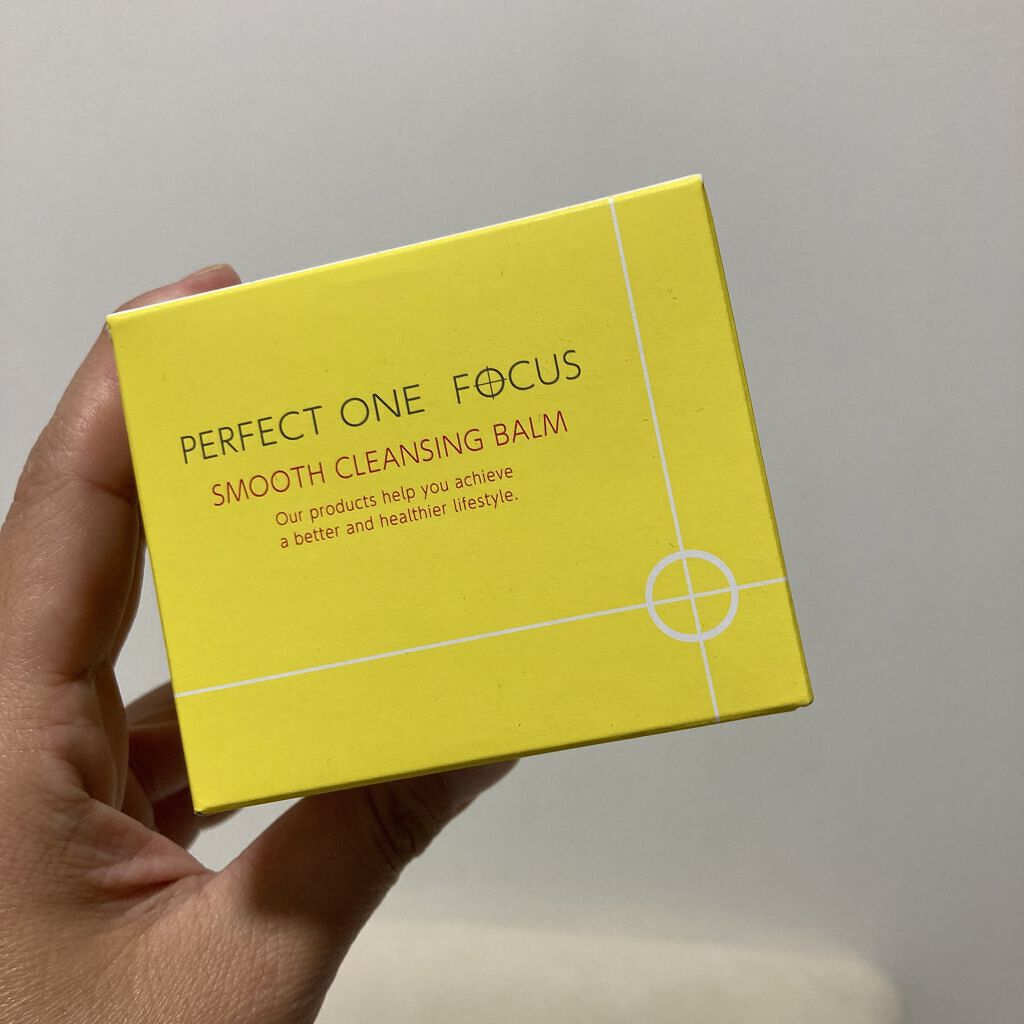 PERFECT ONE FOCUS
SMOOTH CLEANSING BALM
Our products help you achieve
a better and healthier lifestyle.